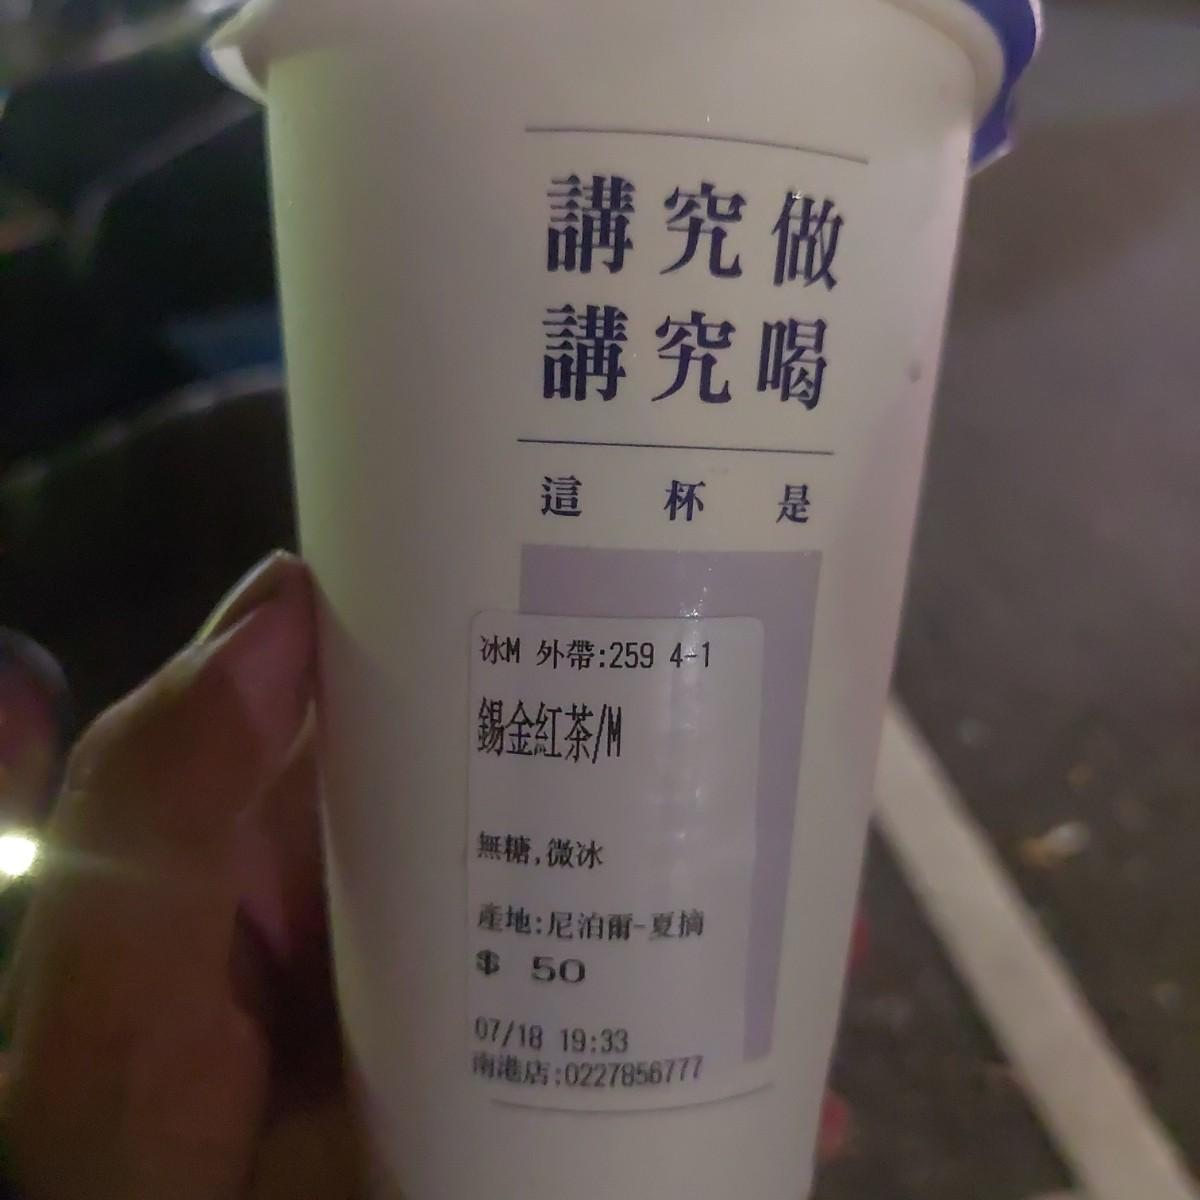 講究做
講究喝
這杯是
冰M 外帶:259 4-1
錫金紅茶/M
無糖,微冰
產地:尼泊爾-夏摘
$ 50
07/18 19:33
南港店:0227856777